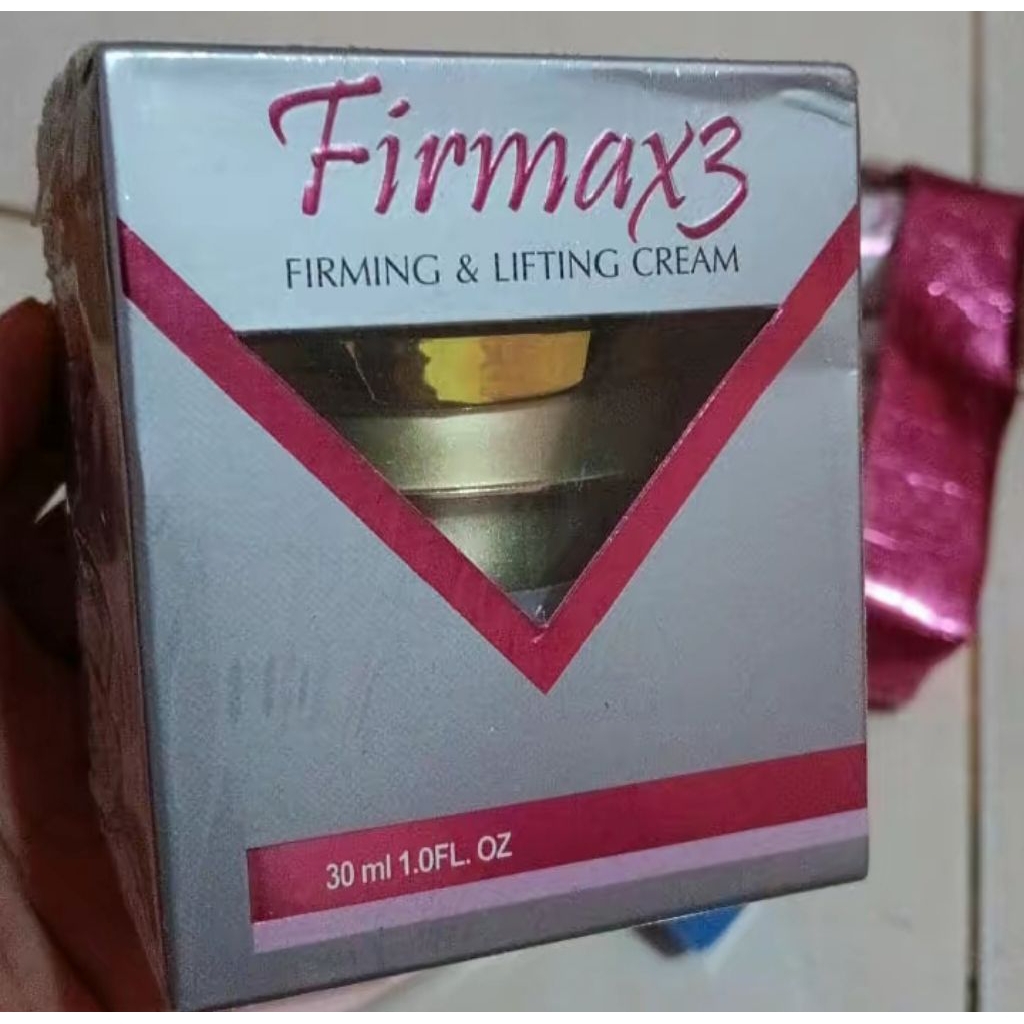 Firmax3
FIRMING & LIFTING CREAM
30 ml 1.0FL. OZ